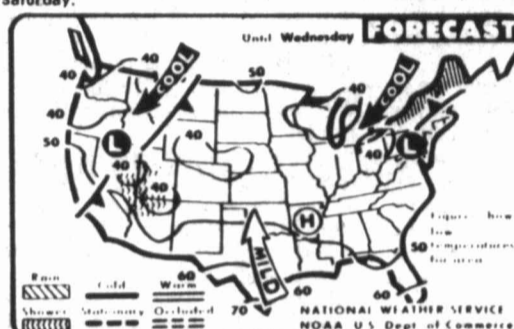 Saturday.
Until Wednesday FORECAST
COOL
COOL
40
50
40
40
40
50
40
40
40
40
L
L
H
MILD
Figures show
low
temperatures
for area
50
60
70
60
60
Rain
Cold
Warm
Shower
Stationary
Occluded
NATIONAL WEATHER SERVICE
NOAA U S Dept of Commerce